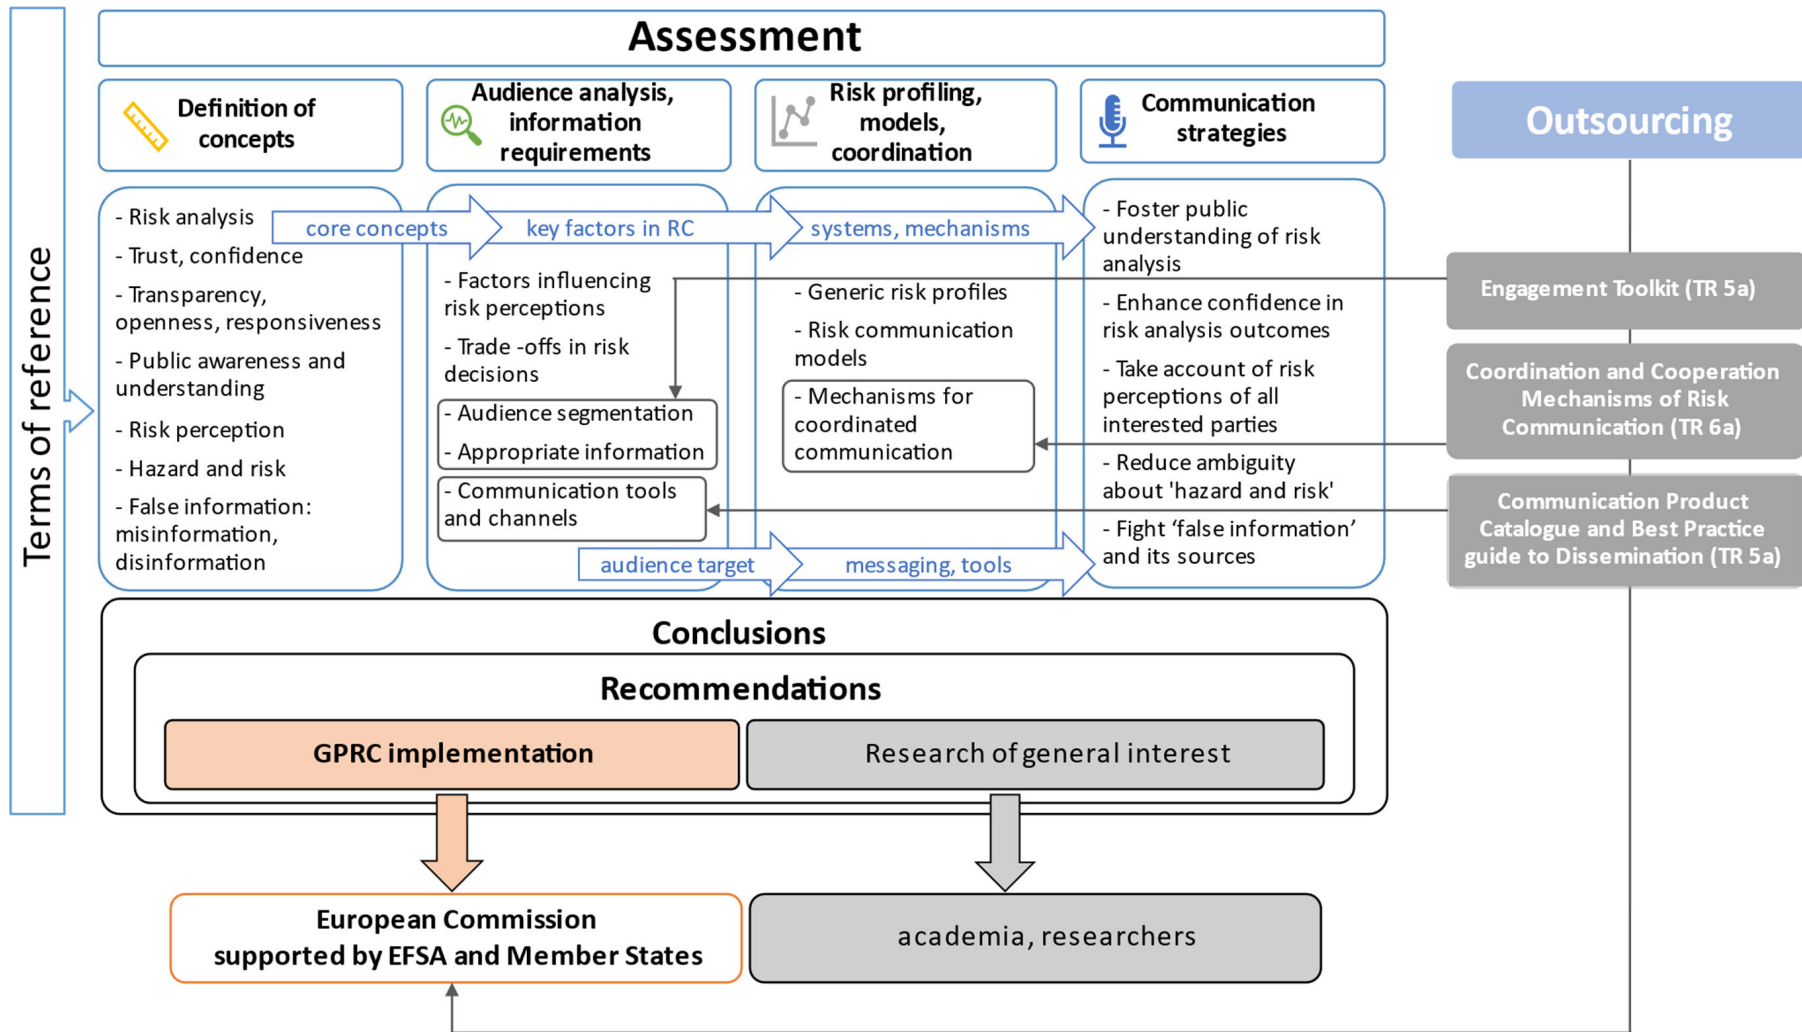 Terms of reference
Assessment
Definition of
concepts
Audience analysis,
information
requirements
Risk profiling,
models,
coordination
Communication
strategies
Outsourcing
- Risk analysis
- Trust, confidence
- Transparency,
openness, responsiveness
- Public awareness and
understanding
- Risk perception
- Hazard and risk
- False information:
misinformation,
disinformation
core concepts
key factors in RC
systems, mechanisms
- Factors influencing
risk perceptions
- Trade -offs in risk
decisions
- Audience segmentation
- Appropriate information
- Communication tools
and channels
- Generic risk profiles
- Risk communication
models
- Mechanisms for
coordinated
communication
- Foster public
understanding of risk
analysis
- Enhance confidence in
risk analysis outcomes
- Take account of risk
perceptions of all
interested parties
- Reduce ambiguity
about 'hazard and risk'
- Fight ‘false information’
and its sources
audience target
messaging, tools
Engagement Toolkit (TR 5a)
Coordination and Cooperation
Mechanisms of Risk
Communication (TR 6a)
Communication Product
Catalogue and Best Practice
guide to Dissemination (TR 5a)
Conclusions
Recommendations
GPRC implementation
Research of general interest
European Commission
supported by EFSA and Member States
academia, researchers